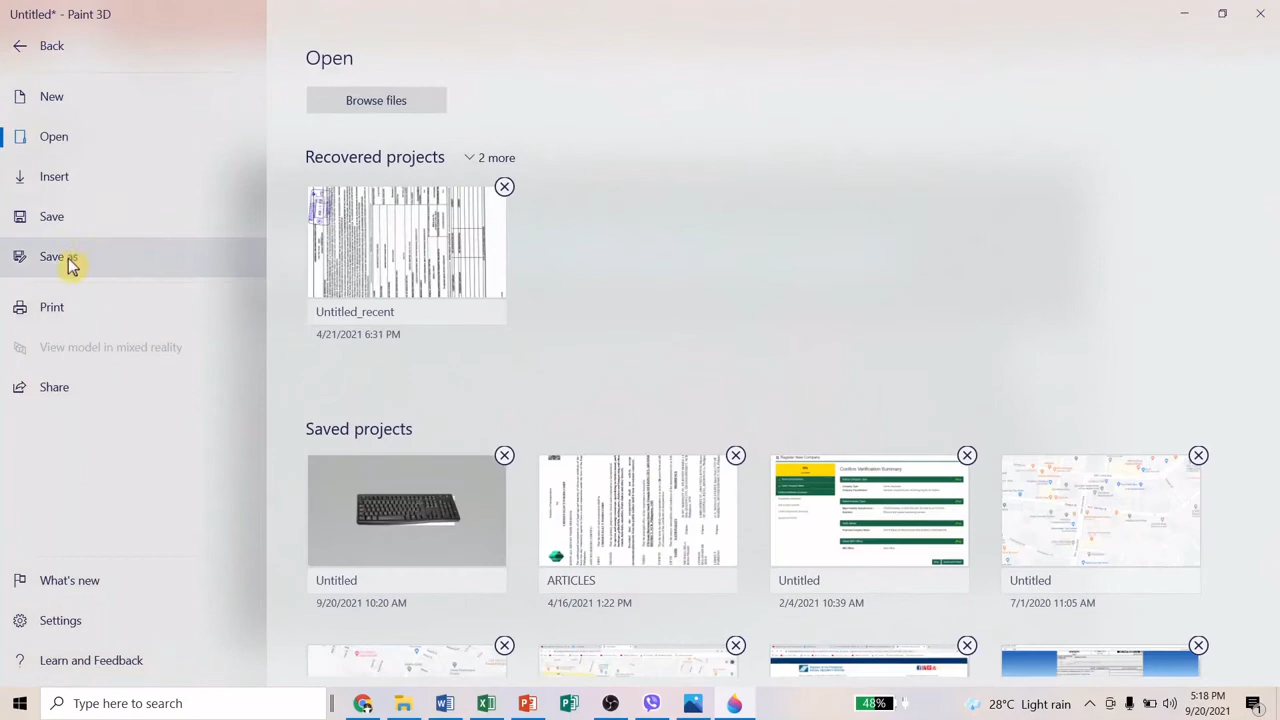 Untitled* - Paint 3D
Back
New
Open
Insert
Save
Save as
Print
View model in mixed reality
Share
What's new
Settings
Learn and feedback
Open
Browse files
Recovered projects 2 more
Untitled_recent
4/21/2021 6:31 PM
Saved projects
Confirm Verification Summary
Untitled
9/20/2021 10:20 AM
ARTICLES
4/16/2021 1:22 PM
Untitled
2/4/2021 10:39 AM
Untitled
7/1/2020 11:05 AM
Type here to search
48%
28°C Light rain
5:18 PM
9/20/2021
1